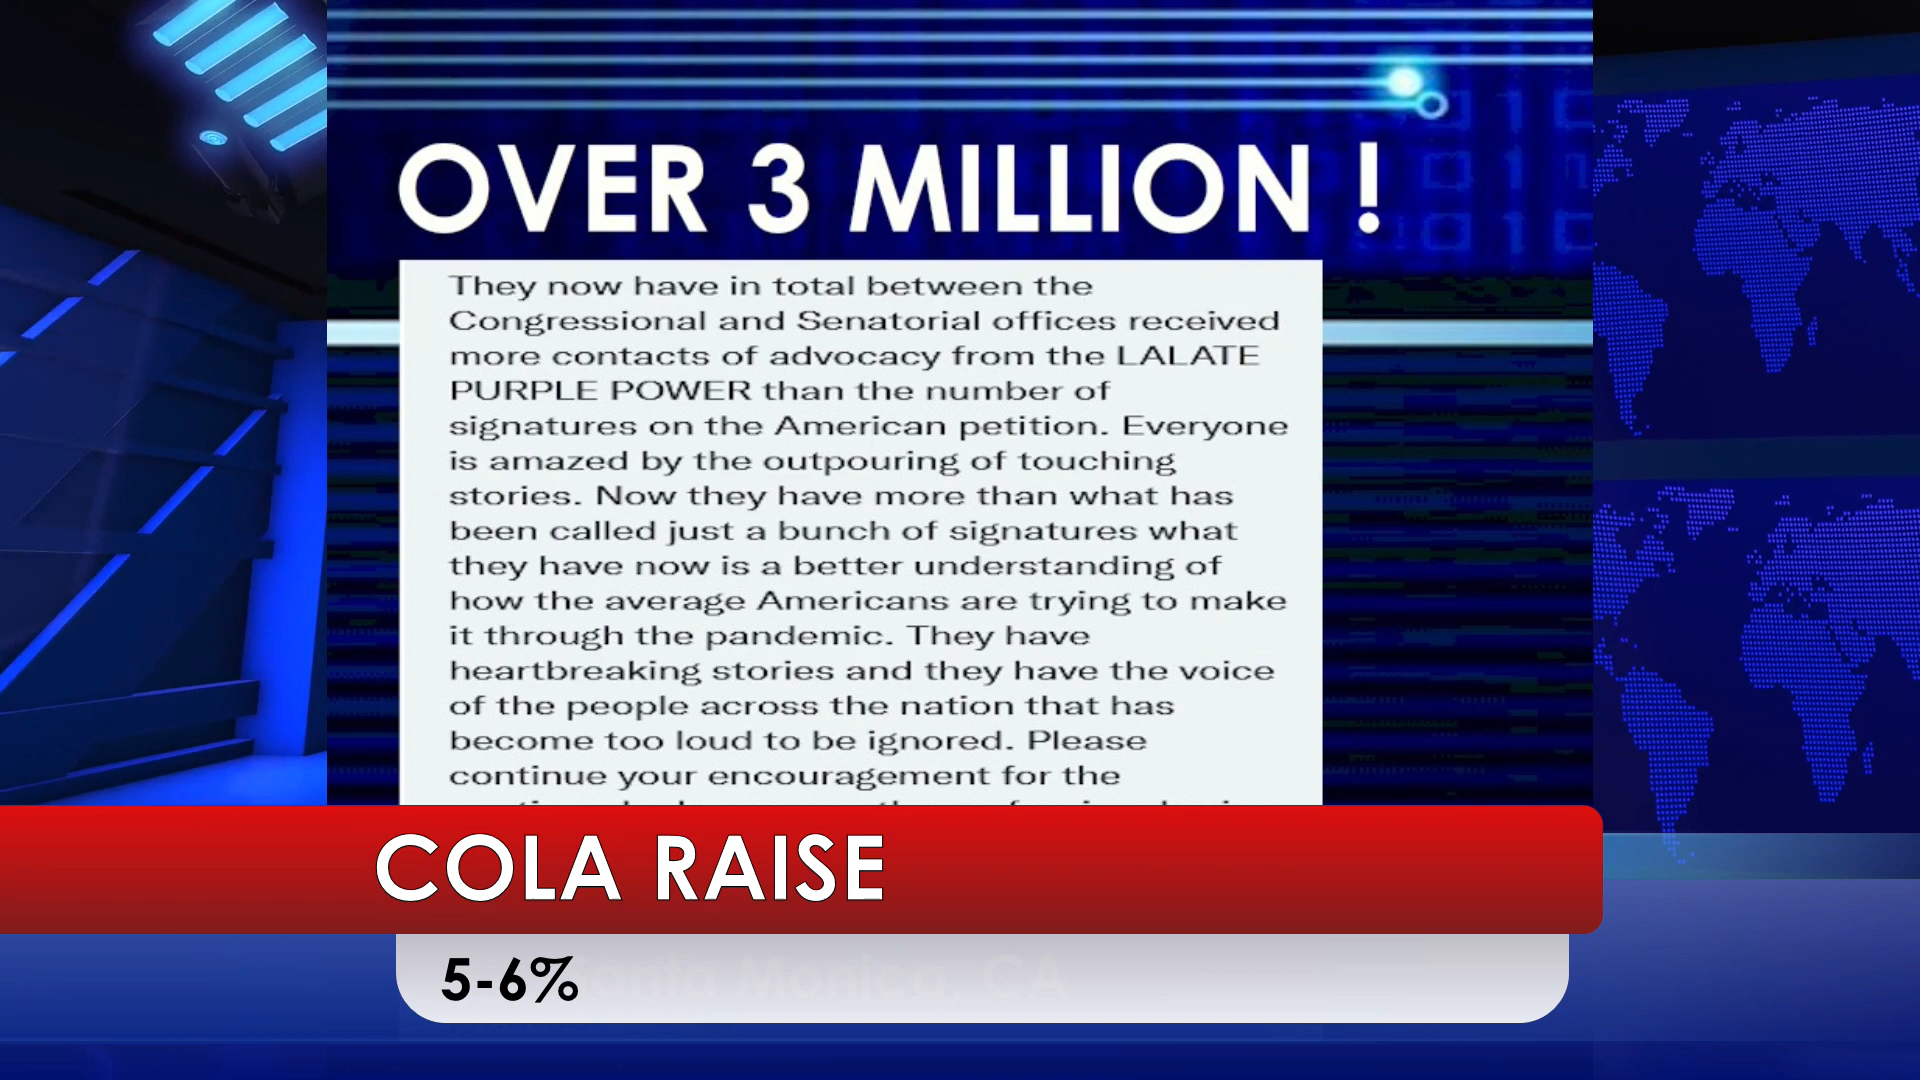 OVER 3 MILLION !
They now have in total between the
Congressional and Senatorial offices received
more contacts of advocacy from the LALATE
PURPLE POWER than the number of
signatures on the American petition. Everyone
is amazed by the outpouring of touching
stories. Now they have more than what has
been called just a bunch of signatures what
they have now is a better understanding of
how the average Americans are trying to make
it through the pandemic. They have
heartbreaking stories and they have the voice
of the people across the nation that has
become too loud to be ignored. Please
continue your encouragement for the
COLA RAISE
5-6%
Monica, CA